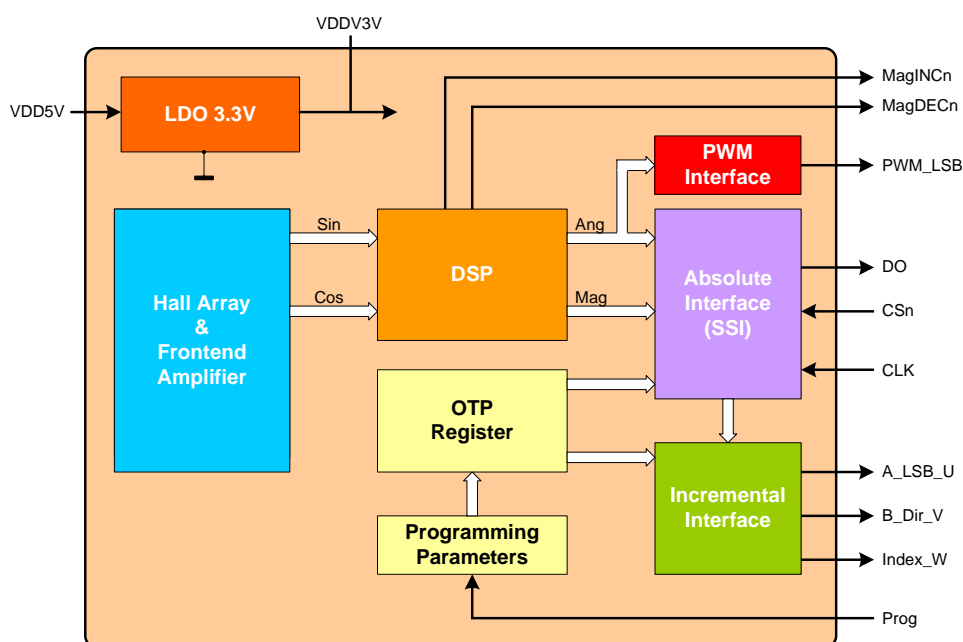 VDDV3V
VDD5V
LDO 3.3V
MagINCn
MagDECn
PWM
Interface
PWM_LSB
Hall Array
&
Frontend
Amplifier
Sin
Cos
DSP
Ang
Mag
Absolute
Interface
(SSI)
DO
CSn
CLK
OTP
Register
Programming
Parameters
Incremental
Interface
A_LSB_U
B_Dir_V
Index_W
Prog